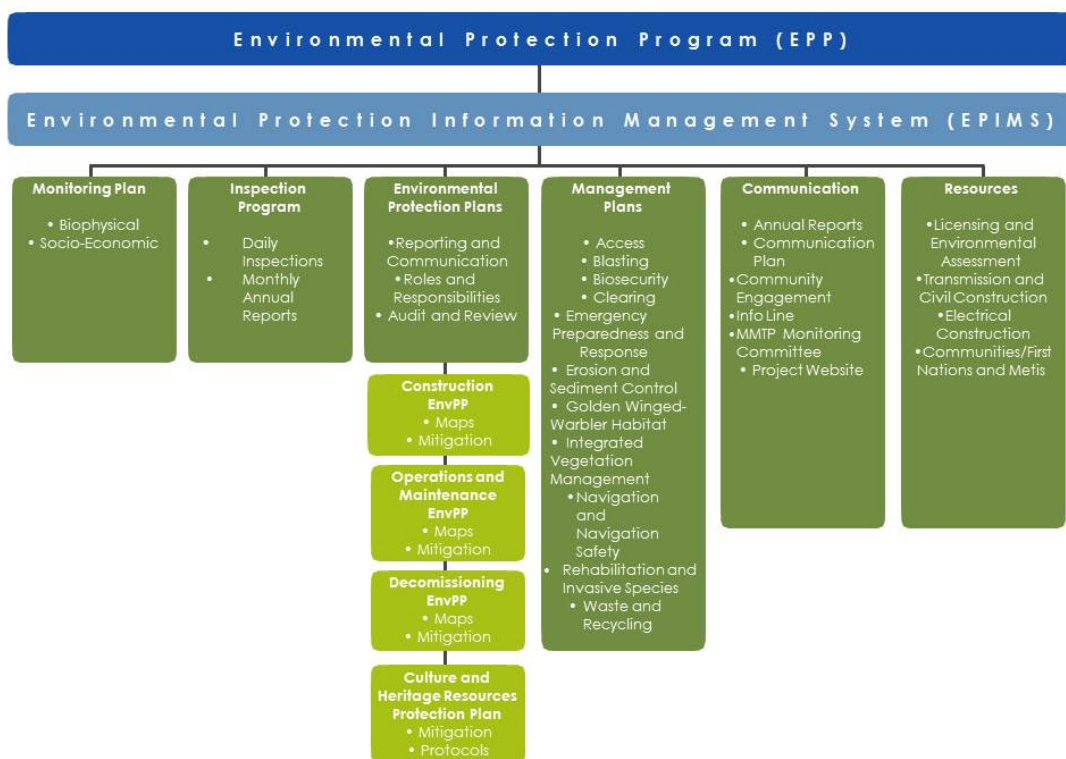 Environmental Protection Program (EPP)
Environmental Protection Information Management System (EPIMS)
Monitoring Plan
• Biophysical
• Socio-Economic
Inspection
Program
• Daily
Inspections
• Monthly
Annual
Reports
Environmental
Protection Plans
•Reporting and
Communication
•Roles and
Responsibilities
• Audit and Review
Construction
EnvPP
• Maps
• Mitigation
Operations and
Maintenance
EnvPP
• Maps
• Mitigation
Decomissioning
EnvPP
• Maps
• Mitigation
Culture and
Heritage Resources
Protection Plan
• Mitigation
• Protocols
Management
Plans
• Access
• Blasting
• Biosecurity
• Clearing
• Emergency
Preparedness and
Response
• Erosion and
Sediment Control
• Golden Winged-
Warbler Habitat
• Integrated
Vegetation
Management
•Navigation
and
Navigation
Safety
• Rehabilitation and
Invasive Species
• Waste and
Recycling
Communication
• Annual Reports
• Communication
Plan
•Community
Engagement
•Info Line
•MMTP Monitoring
Committee
• Project Website
Resources
•Licensing and
Environmental
Assessment
•Transmission and
Civil Construction
•Electrical
Construction
•Communities/First
Nations and Metis